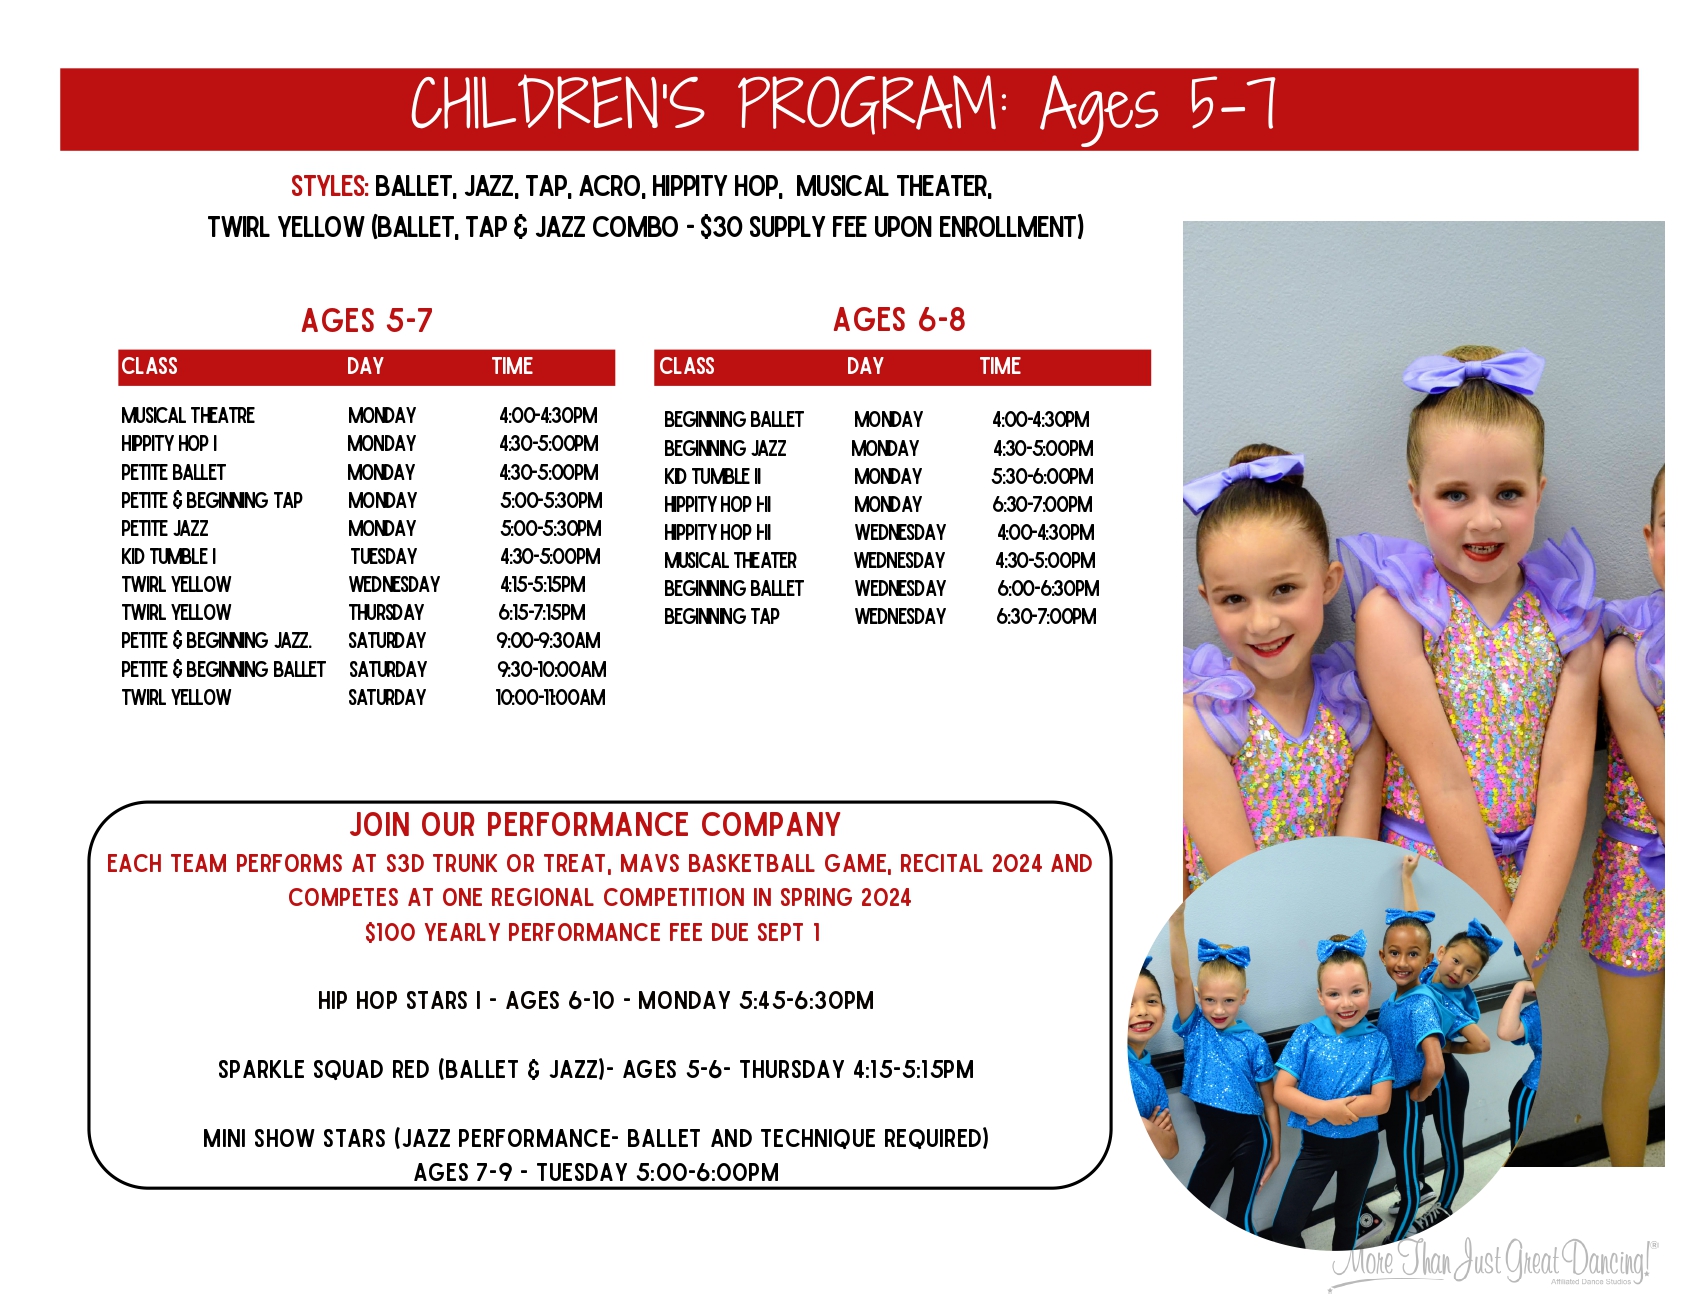 CHILDREN'S PROGRAM: Ages 5-7
STYLES: BALLET, JAZZ, TAP, ACRO, HIPPITY HOP, MUSICAL THEATER,
TWIRL YELLOW (BALLET, TAP & JAZZ COMBO - $30 SUPPLY FEE UPON ENROLLMENT)
AGES 5-7
CLASS DAY TIME
MUSICAL THEATRE MONDAY 4:00-4:30PM
HIPPITY HOP I MONDAY 4:30-5:00PM
PETITE BALLET MONDAY 4:30-5:00PM
PETITE & BEGINNING TAP MONDAY 5:00-5:30PM
PETITE JAZZ MONDAY 5:00-5:30PM
KID TUMBLE I TUESDAY 4:30-5:00PM
TWIRL YELLOW WEDNESDAY 4:15-5:15PM
TWIRL YELLOW THURSDAY 6:15-7:15PM
PETITE & BEGINNING JAZZ. SATURDAY 9:00-9:30AM
PETITE & BEGINNING BALLET SATURDAY 9:30-10:00AM
TWIRL YELLOW SATURDAY 10:00-11:00AM
AGES 6-8
CLASS DAY TIME
BEGINNING BALLET MONDAY 4:00-4:30PM
BEGINNING JAZZ MONDAY 4:30-5:00PM
KID TUMBLE II MONDAY 5:30-6:00PM
HIPPITY HOP I-II MONDAY 6:30-7:00PM
HIPPITY HOP I-II WEDNESDAY 4:00-4:30PM
MUSICAL THEATER WEDNESDAY 4:30-5:00PM
BEGINNING BALLET WEDNESDAY 6:00-6:30PM
BEGINNING TAP WEDNESDAY 6:30-7:00PM
JOIN OUR PERFORMANCE COMPANY
EACH TEAM PERFORMS AT S3D TRUNK OR TREAT, MAVS BASKETBALL GAME, RECITAL 2024 AND
COMPETES AT ONE REGIONAL COMPETITION IN SPRING 2024
$100 YEARLY PERFORMANCE FEE DUE SEPT 1
HIP HOP STARS I - AGES 6-10 - MONDAY 5:45-6:30PM
SPARKLE SQUAD RED (BALLET & JAZZ)- AGES 5-6- THURSDAY 4:15-5:15PM
MINI SHOW STARS (JAZZ PERFORMANCE- BALLET AND TECHNIQUE REQUIRED)
AGES 7-9 - TUESDAY 5:00-6:00PM
More Than Just Great Dancing!®
Affiliated Dance Studios